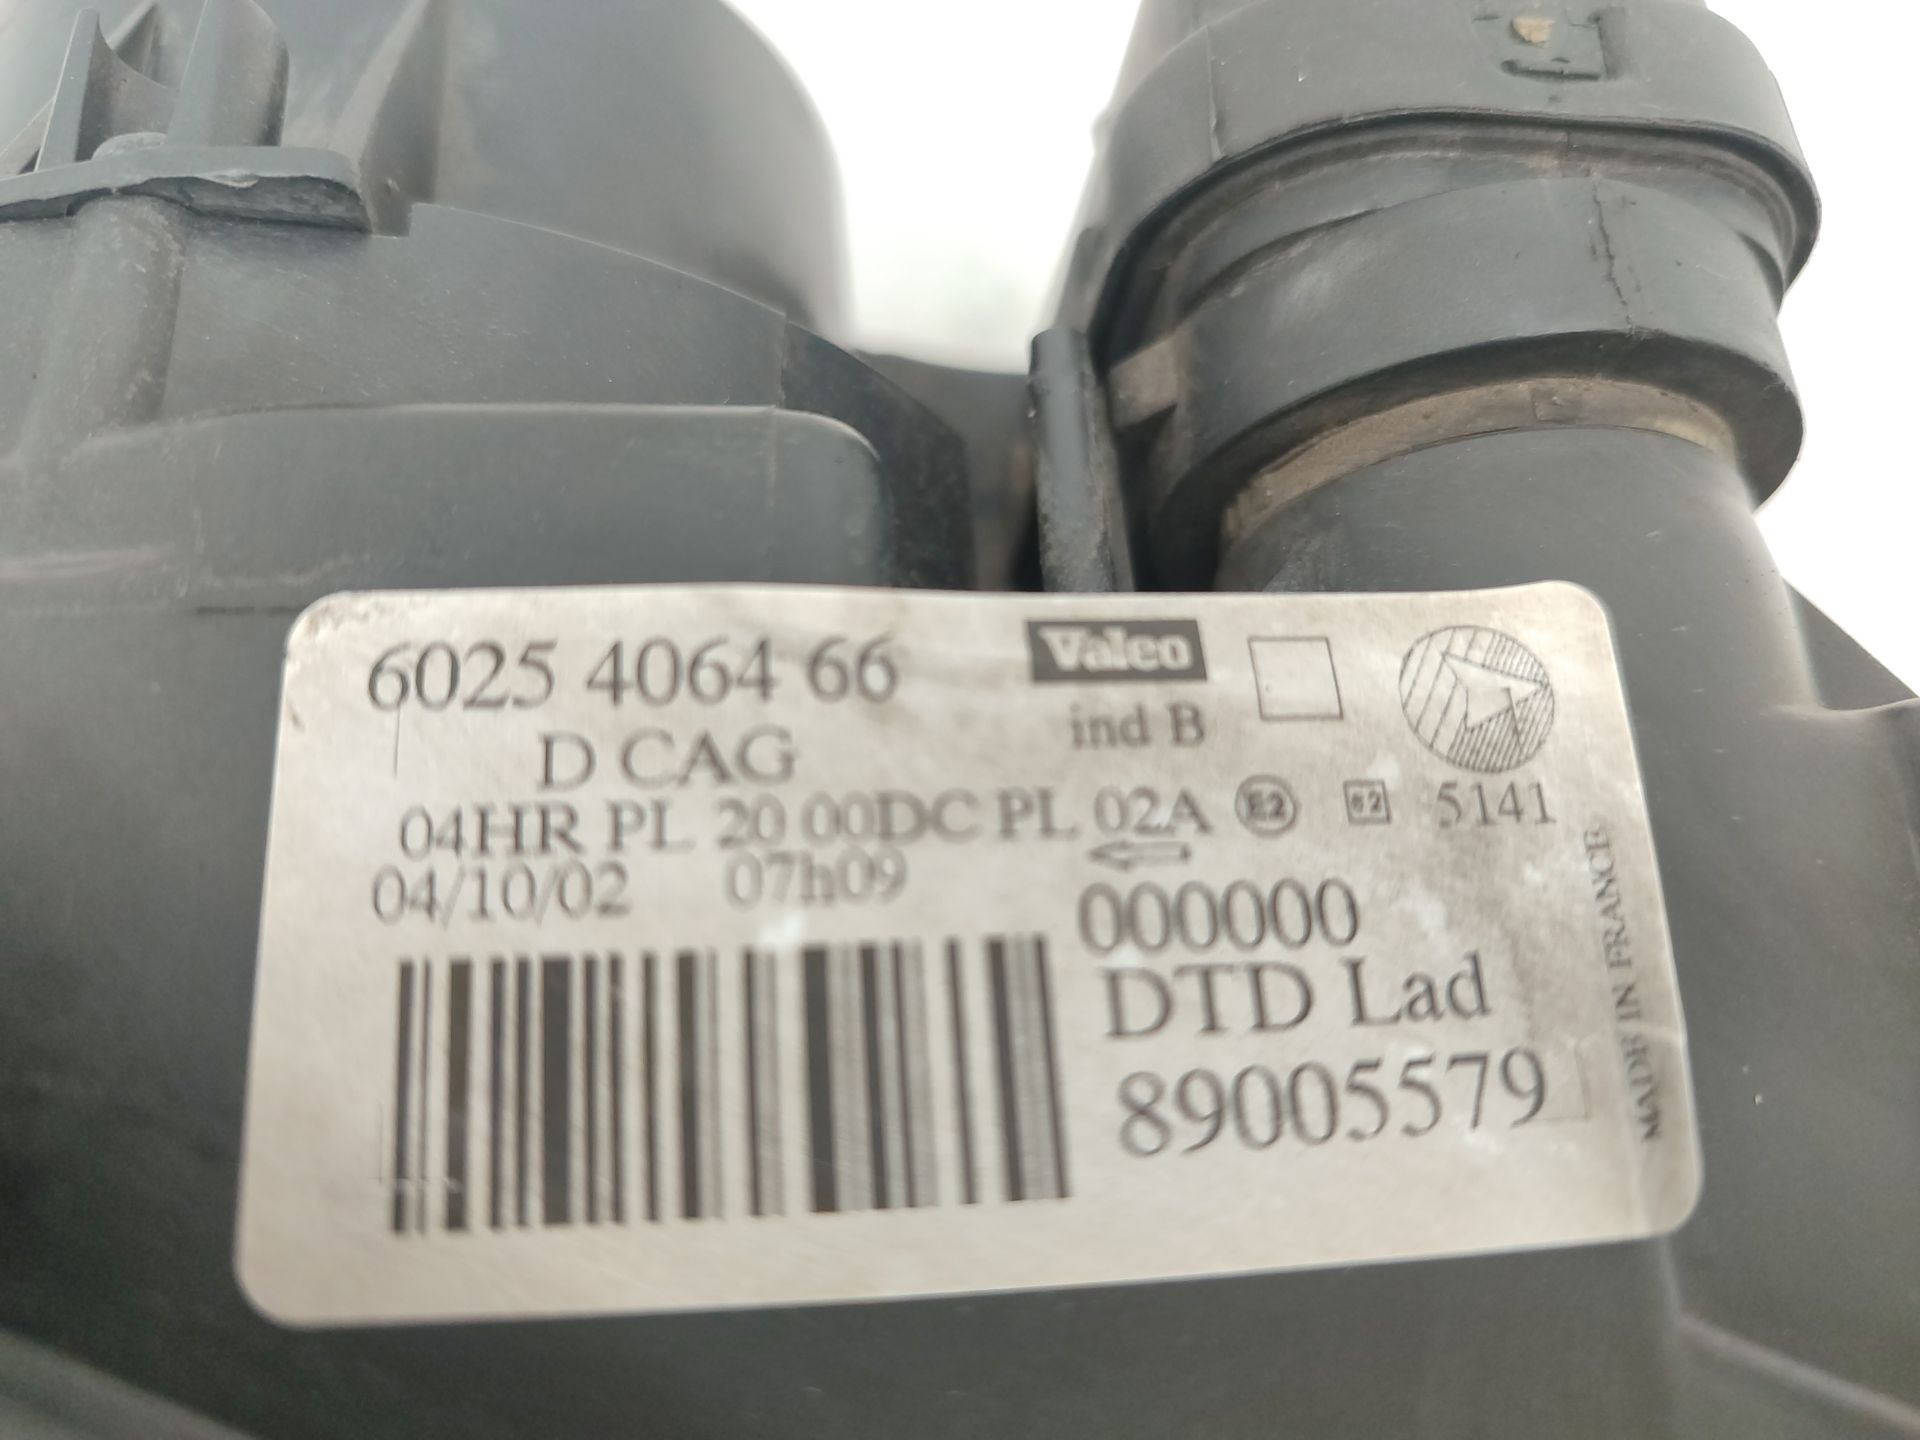 6025 4064 66
Valeo
ind B
D CAG
04HR PL 20 00DC PL 02A E2 5141
04/10/02 07h09
000000
DTD Lad
89005579
MADE IN FRANCE